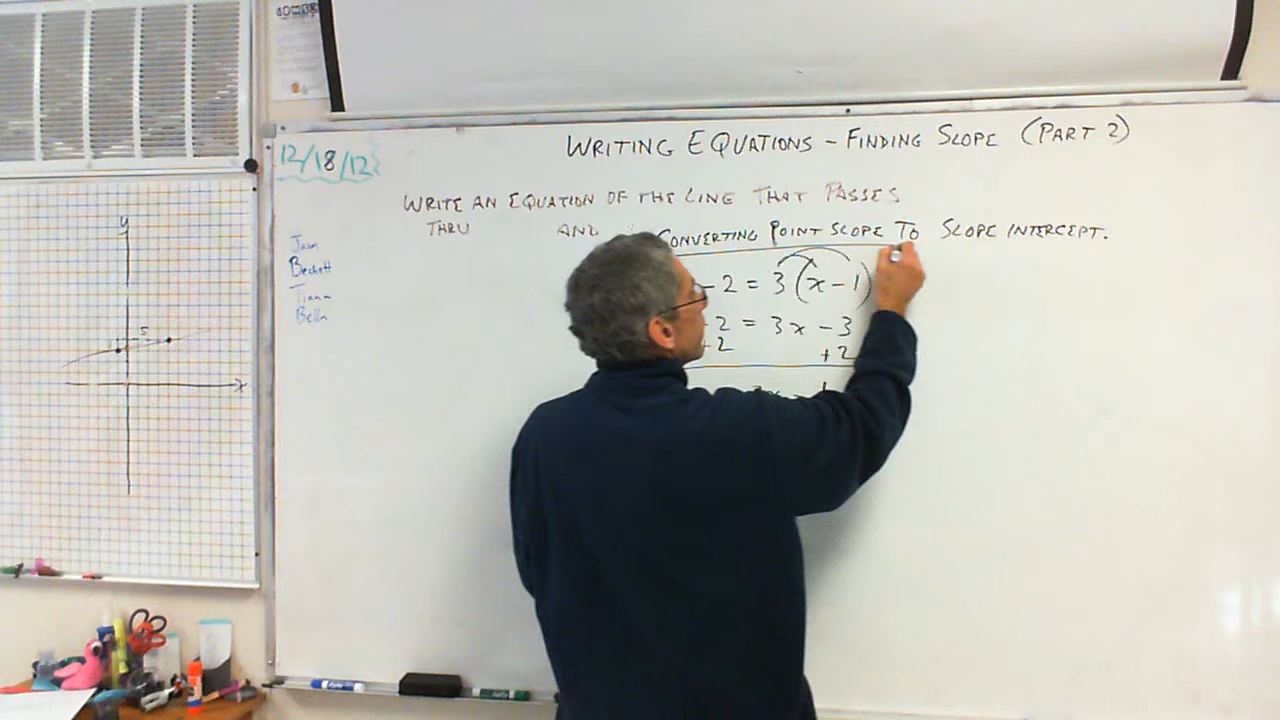 WRITING EQUATIONS - FINDING SLOPE (PART 2)
12/18/12
WRITE AN EQUATION OF THE LINE THAT PASSES
THRU AND
CONVERTING POINT SLOPE TO SLOPE INTERCEPT.
Beckett
Tiana
Bella
- 2 = 3(x - 1)
2 = 3x - 3
2 +2
y
5
x